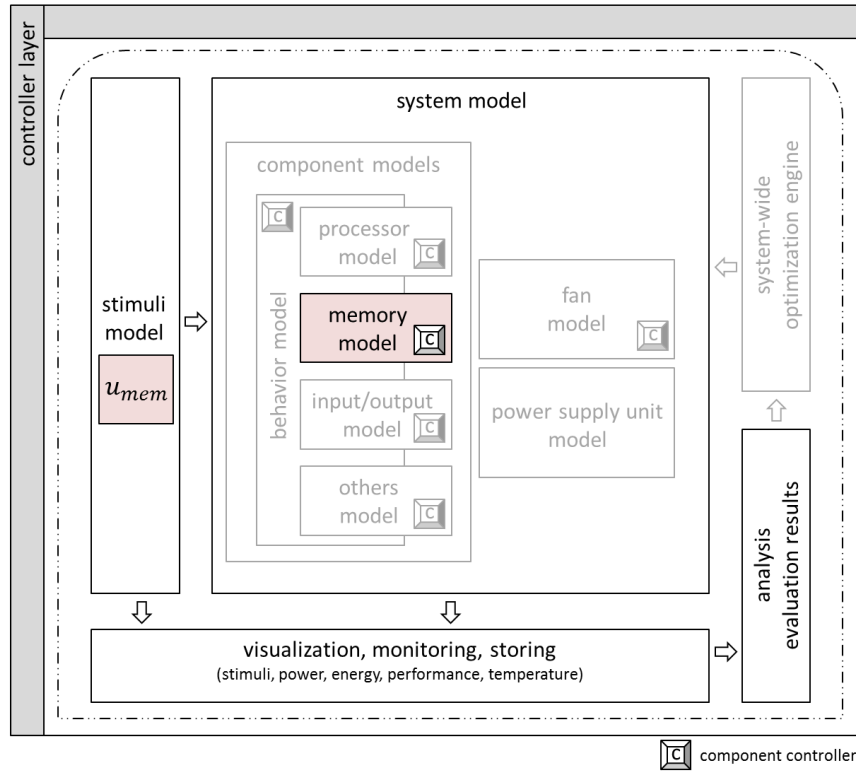 controller layer
system model
component models
C
processor
model
C
behavior model
memory
model
C
input/output
model
C
others
model
C
fan
model
C
power supply unit
model
stimuli
model
u_mem
system-wide
optimization engine
analysis
evaluation results
visualization, monitoring, storing
(stimuli, power, energy, performance, temperature)
C component controller